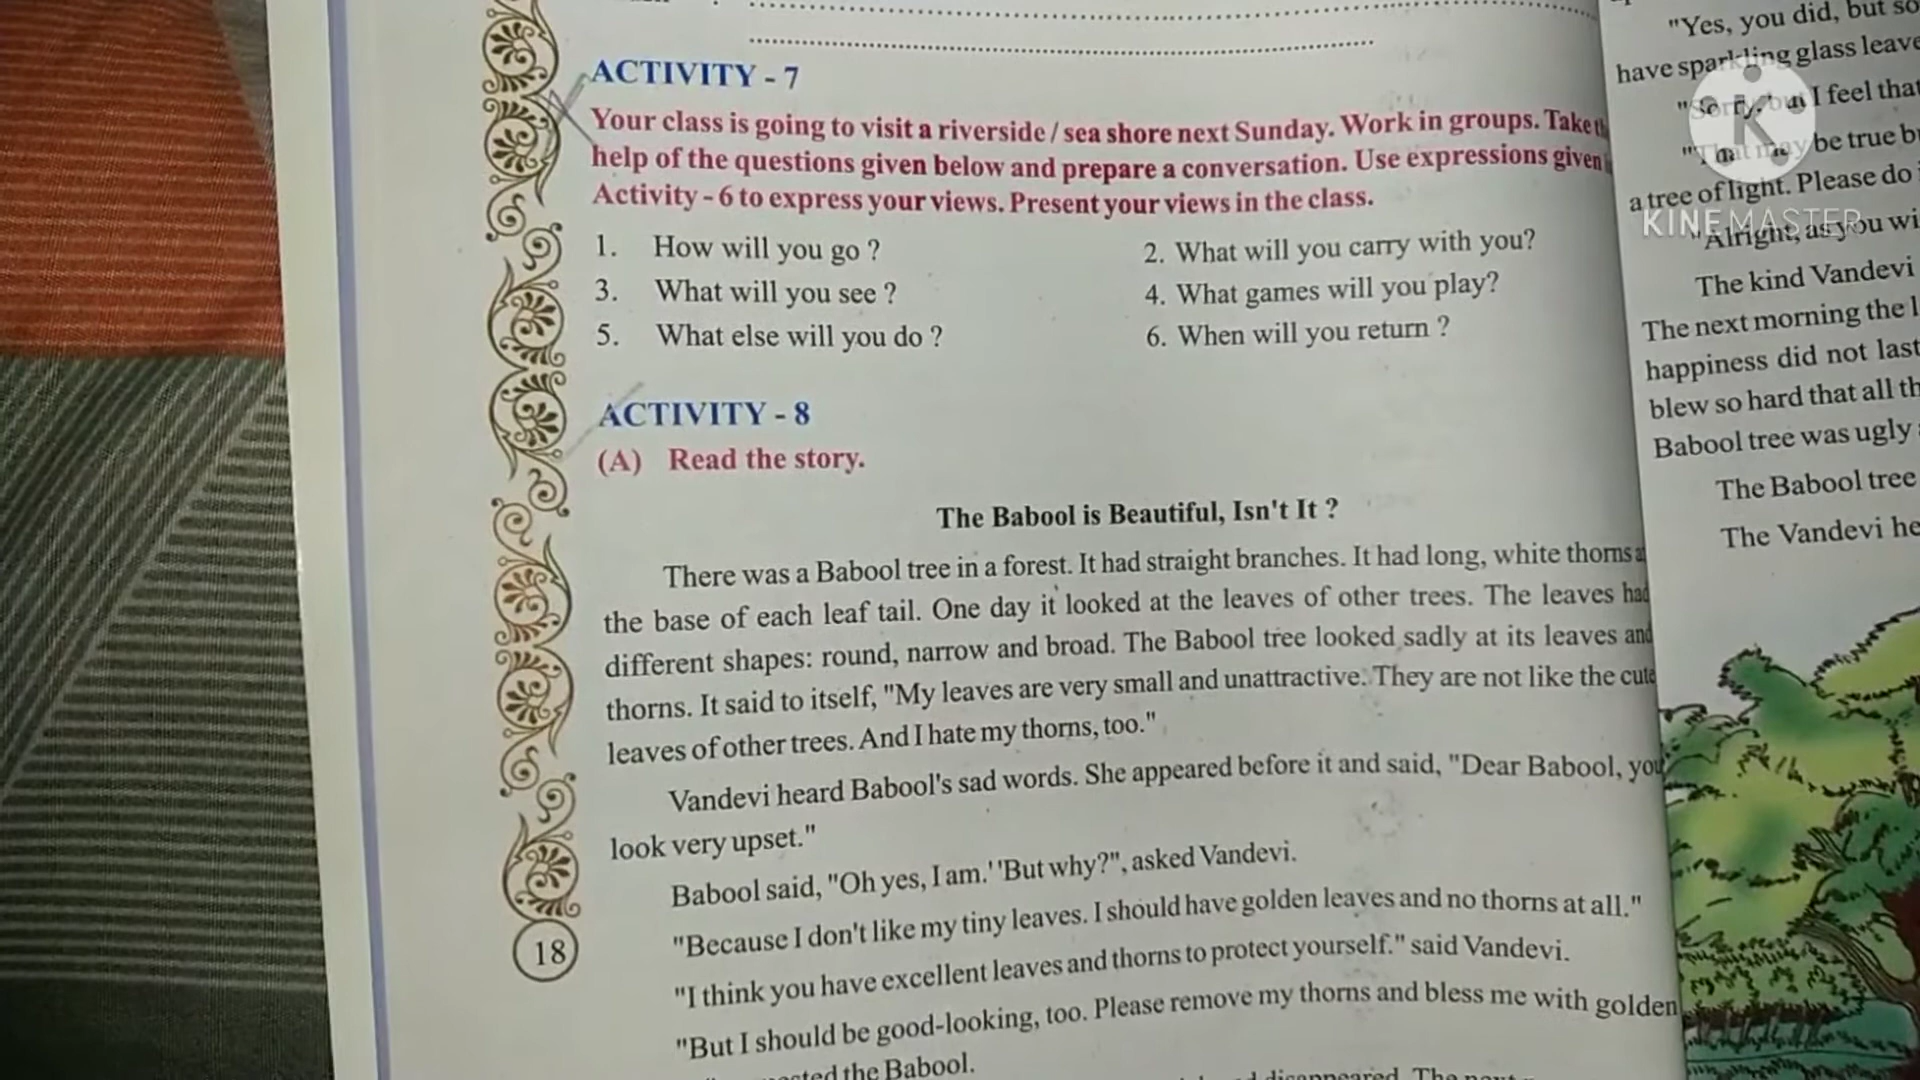 ACTIVITY - 7
Your class is going to visit a riverside / sea shore next Sunday. Work in groups. Take
help of the questions given below and prepare a conversation. Use expressions given
Activity - 6 to express your views. Present your views in the class.
1. How will you go ?
2. What will you carry with you?
3. What will you see ?
4. What games will you play?
5. What else will you do ?
6. When will you return ?
ACTIVITY - 8
(A) Read the story.
The Babool is Beautiful, Isn't It ?
There was a Babool tree in a forest. It had straight branches. It had long, white thorns
the base of each leaf tail. One day it looked at the leaves of other trees. The leaves had
different shapes: round, narrow and broad. The Babool tree looked sadly at its leaves and
thorns. It said to itself, "My leaves are very small and unattractive. They are not like the cute
leaves of other trees. And I hate my thorns, too."
Vandevi heard Babool's sad words. She appeared before it and said, "Dear Babool, you
look very upset."
Babool said, "Oh yes, I am.' 'But why?", asked Vandevi.
"Because I don't like my tiny leaves. I should have golden leaves and no thorns at all."
"I think you have excellent leaves and thorns to protect yourself." said Vandevi.
"But I should be good-looking, too. Please remove my thorns and bless me with golden
the Babool.
disappeared. The
18
"Yes, you did, but so
have sparkling glass leave
"Sorry, but I feel that
"That may be true
a tree of light. Please do
"Alright, as you
The kind Vandevi
The next morning the
happiness did not last
blew so hard that all
Babool tree was ugly
The Babool tree
The Vandevi
K
KINEMASTER